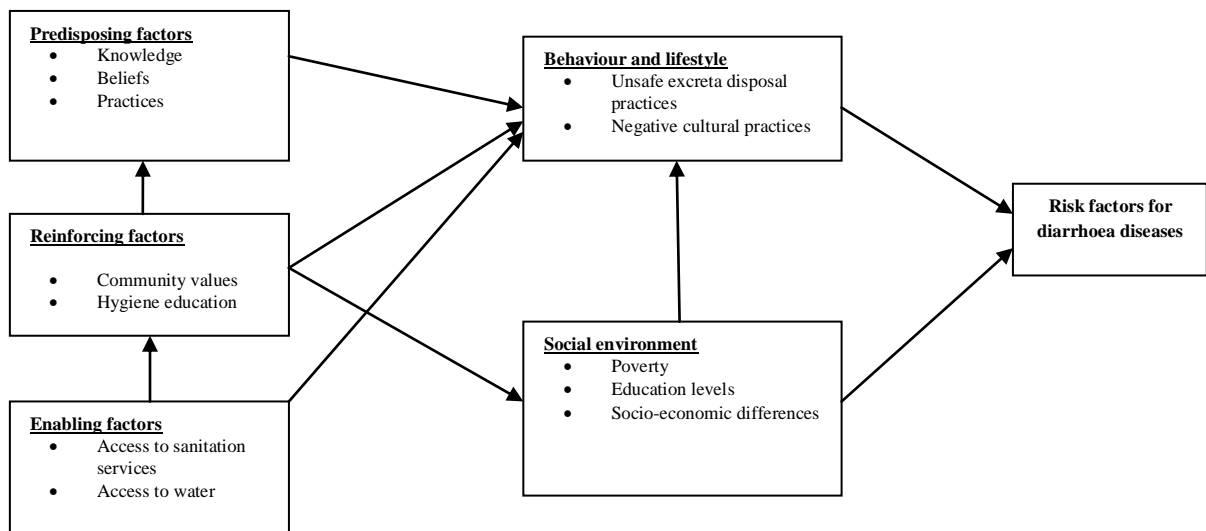 Predisposing factors
• Knowledge
• Beliefs
• Practices
Reinforcing factors
• Community values
• Hygiene education
Enabling factors
• Access to sanitation
services
• Access to water
Behaviour and lifestyle
• Unsafe excreta disposal
practices
• Negative cultural practices
Social environment
• Poverty
• Education levels
• Socio-economic differences
Risk factors for
diarrhoea diseases